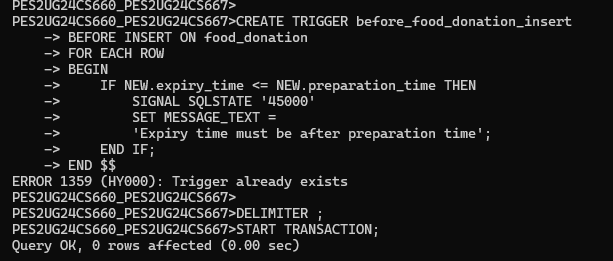 PES2UG24CS660_PES2UG24CS667>
PES2UG24CS660_PES2UG24CS667>CREATE TRIGGER before_food_donation_insert
    -> BEFORE INSERT ON food_donation
    -> FOR EACH ROW
    -> BEGIN
    ->     IF NEW.expiry_time <= NEW.preparation_time THEN
    ->         SIGNAL SQLSTATE '45000'
    ->         SET MESSAGE_TEXT =
    ->         'Expiry time must be after preparation time';
    ->     END IF;
    -> END $$
ERROR 1359 (HY000): Trigger already exists
PES2UG24CS660_PES2UG24CS667>
PES2UG24CS660_PES2UG24CS667>DELIMITER ;
PES2UG24CS660_PES2UG24CS667>START TRANSACTION;
Query OK, 0 rows affected (0.00 sec)